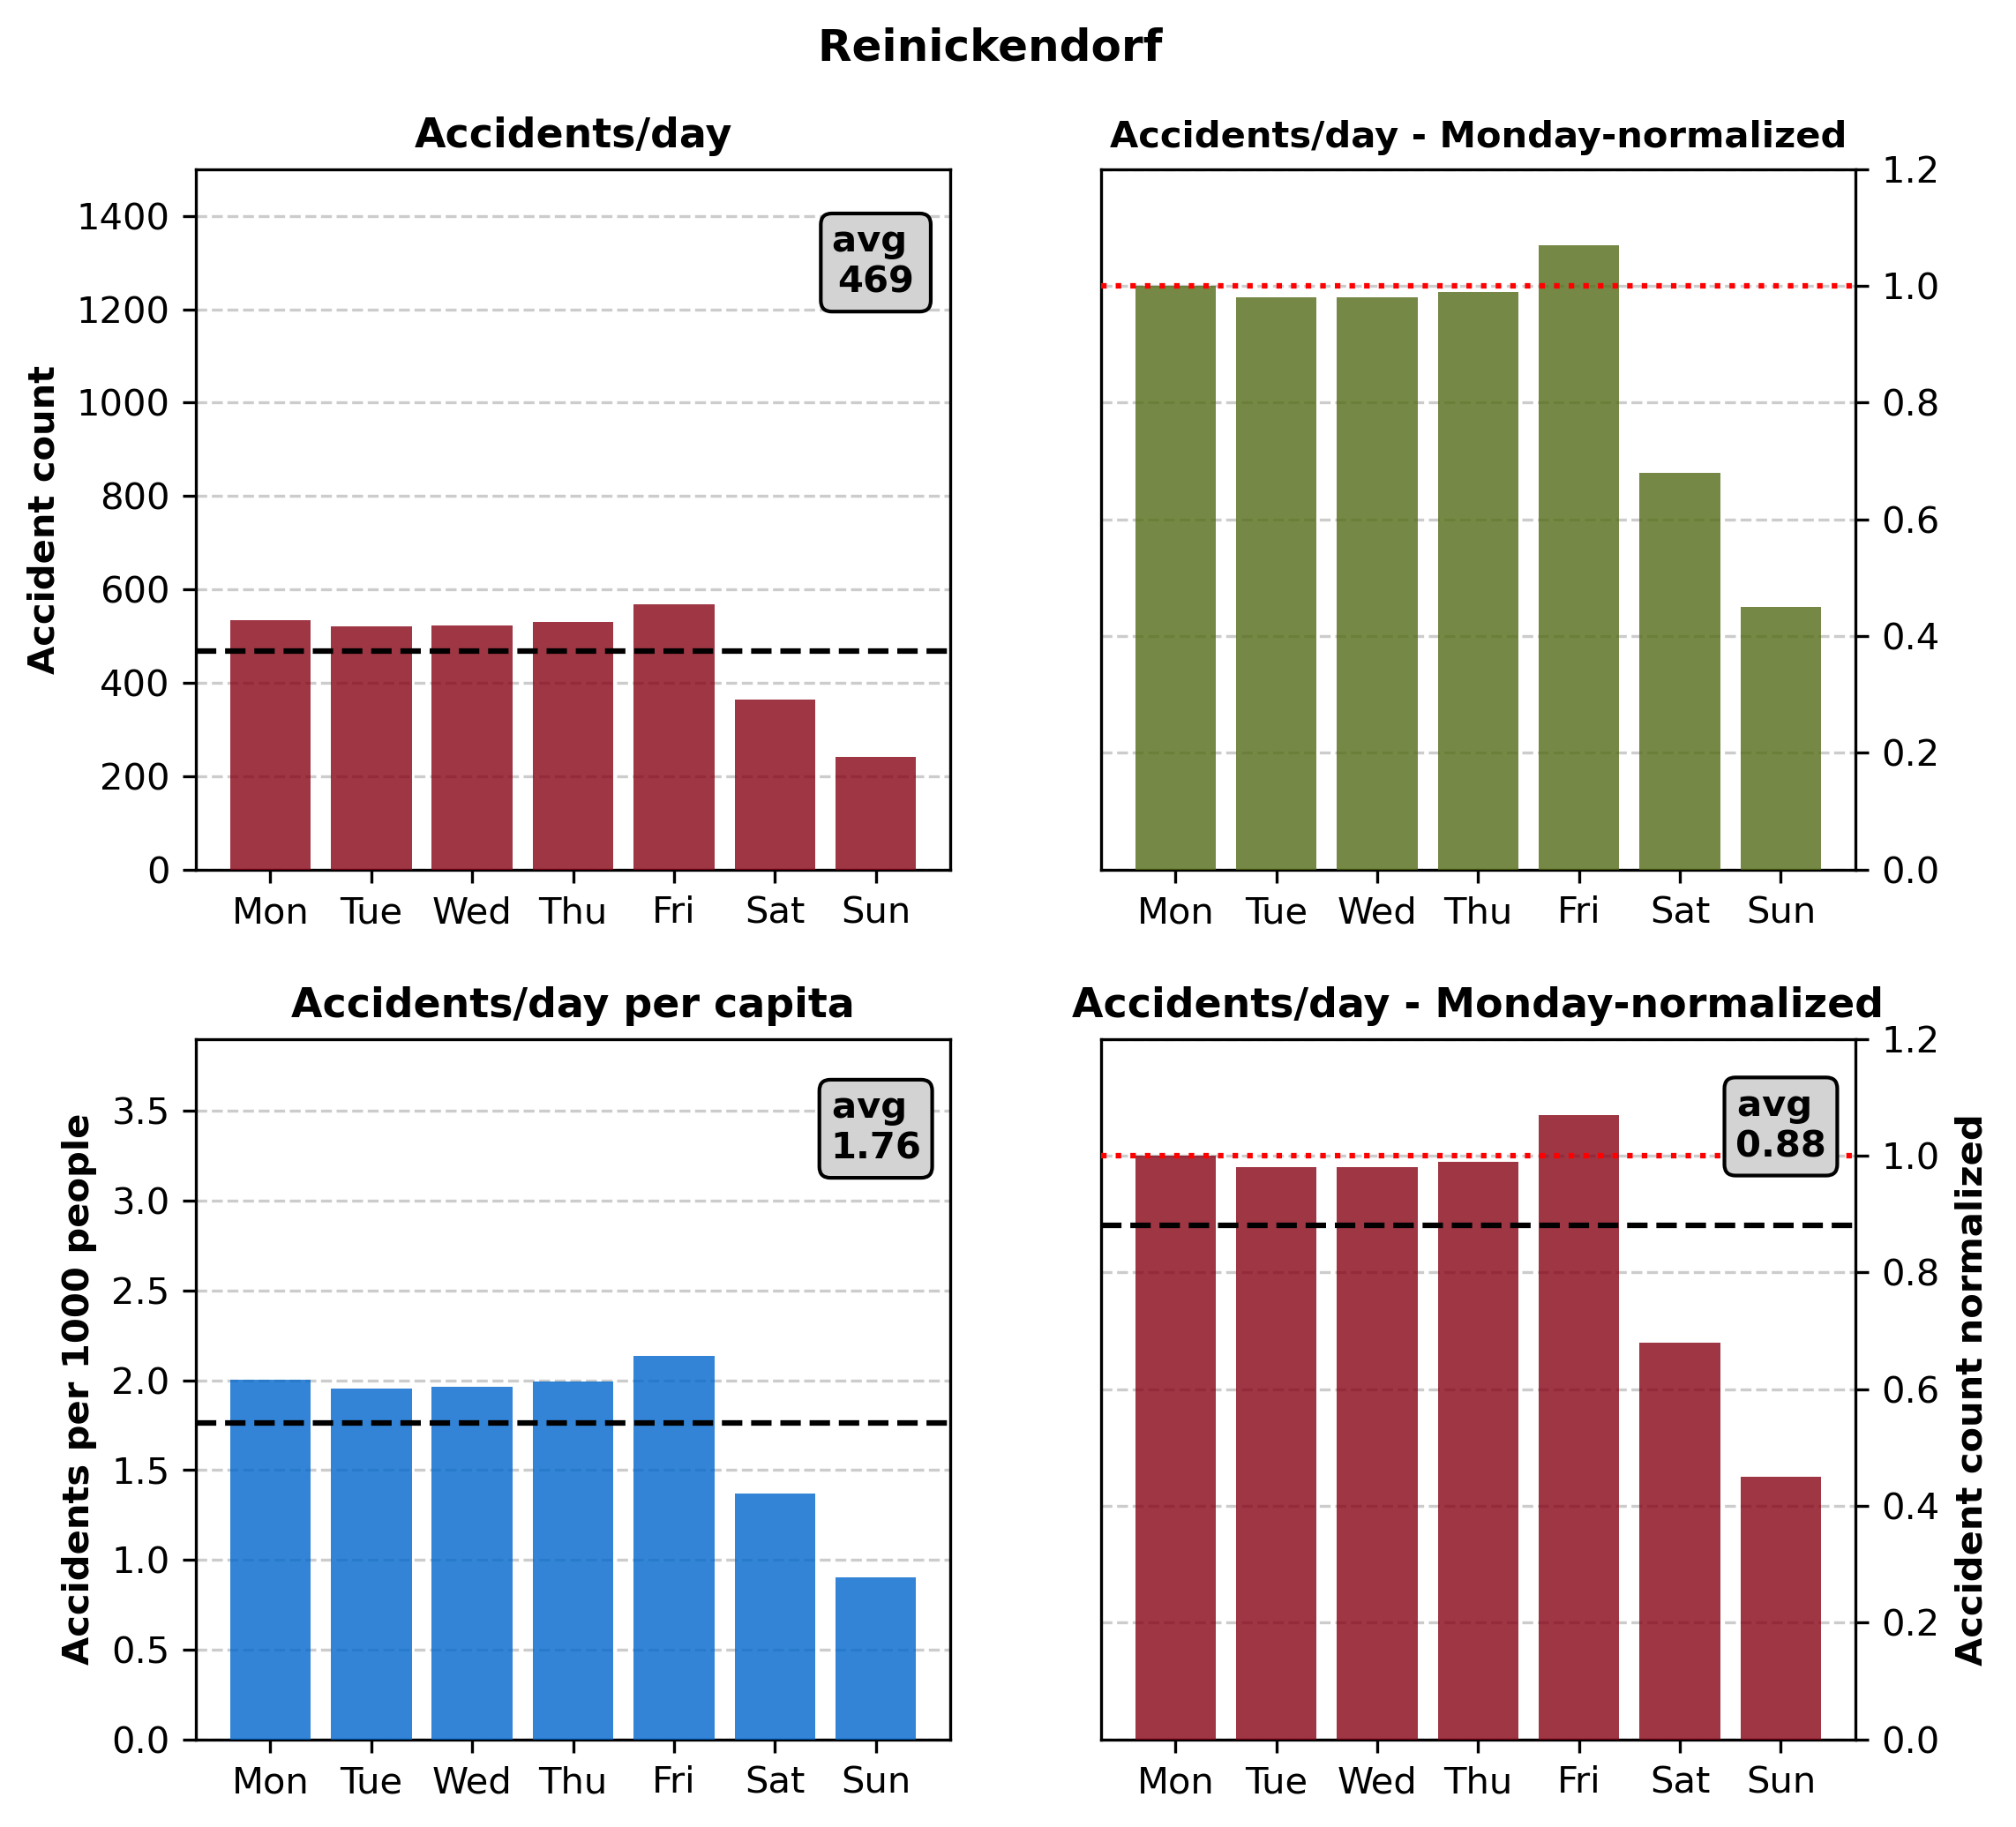 Reinickendorf
Accidents/day
Accident count
1400
1200
1000
800
600
400
200
0
avg
469
Mon Tue Wed Thu Fri Sat Sun
Accidents/day - Monday-normalized
1.2
1.0
0.8
0.6
0.4
0.2
0.0
Mon Tue Wed Thu Fri Sat Sun
Accidents/day per capita
Accidents per 1000 people
3.5
3.0
2.5
2.0
1.5
1.0
0.5
0.0
avg
1.76
Mon Tue Wed Thu Fri Sat Sun
Accidents/day - Monday-normalized
avg
0.88
1.2
1.0
0.8
0.6
0.4
0.2
0.0
Accident count normalized
Mon Tue Wed Thu Fri Sat Sun